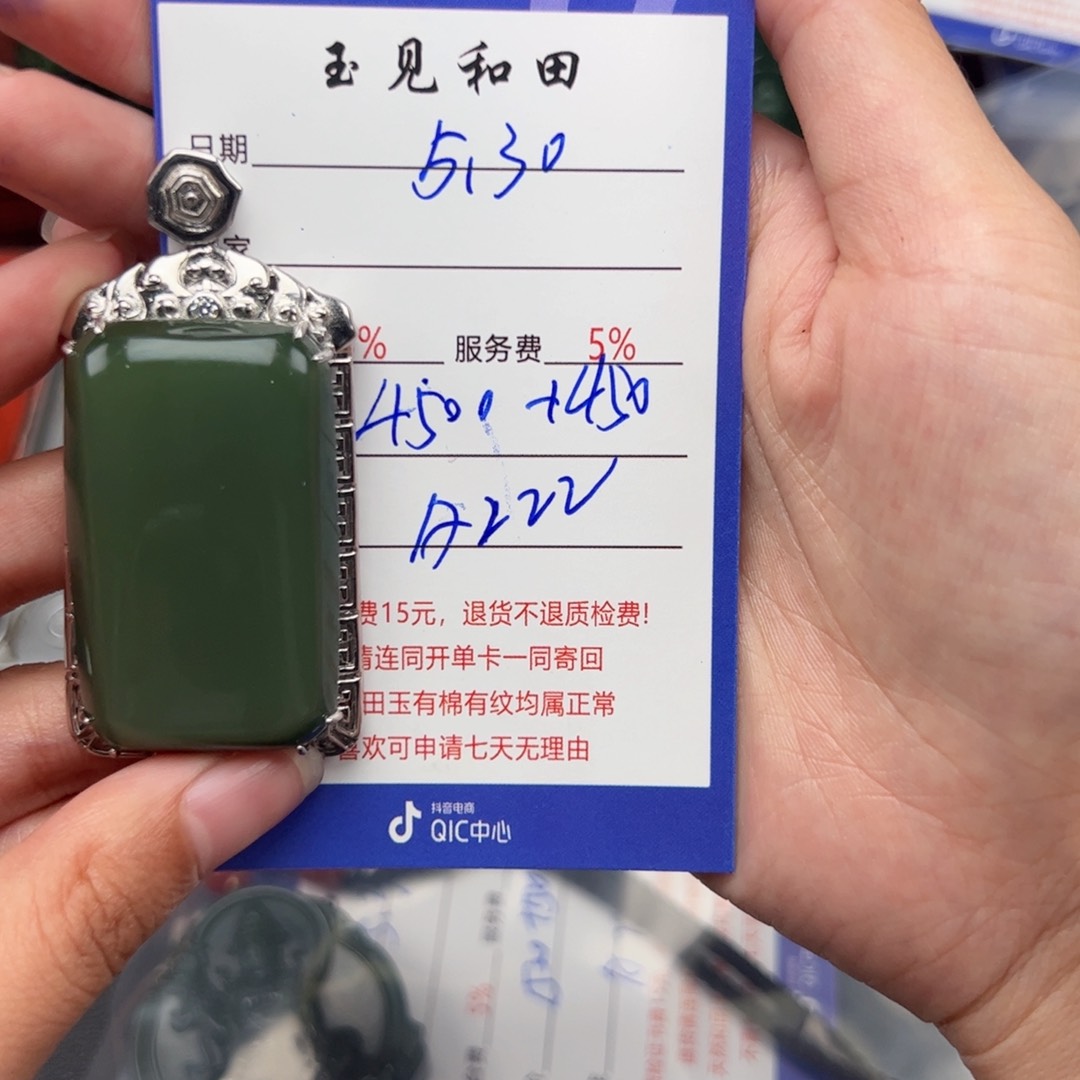 玉见和田
日期 5.30
家
% 服务费 5%
4500 +450
A222
费15元，退货不退质检费!
请连同开单卡一同寄回
田玉有棉有纹均属正常
喜欢可申请七天无理由
抖音电商
QIC中心